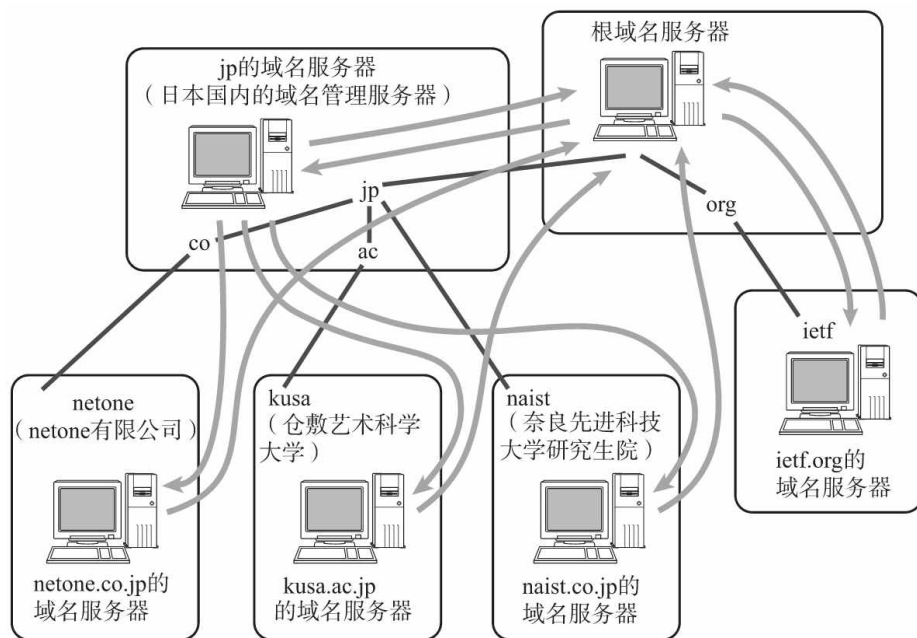 jp的域名服务器
（日本国内的域名管理服务器）
根域名服务器
jp
co
ac
org
ietf
netone
（netone有限公司）
netone.co.jp的
域名服务器
kusa
（仓敷艺术科学
大学）
kusa.ac.jp
的域名服务器
naist
（奈良先进科技
大学研究生院）
naist.co.jp的
域名服务器
ietf.org的
域名服务器